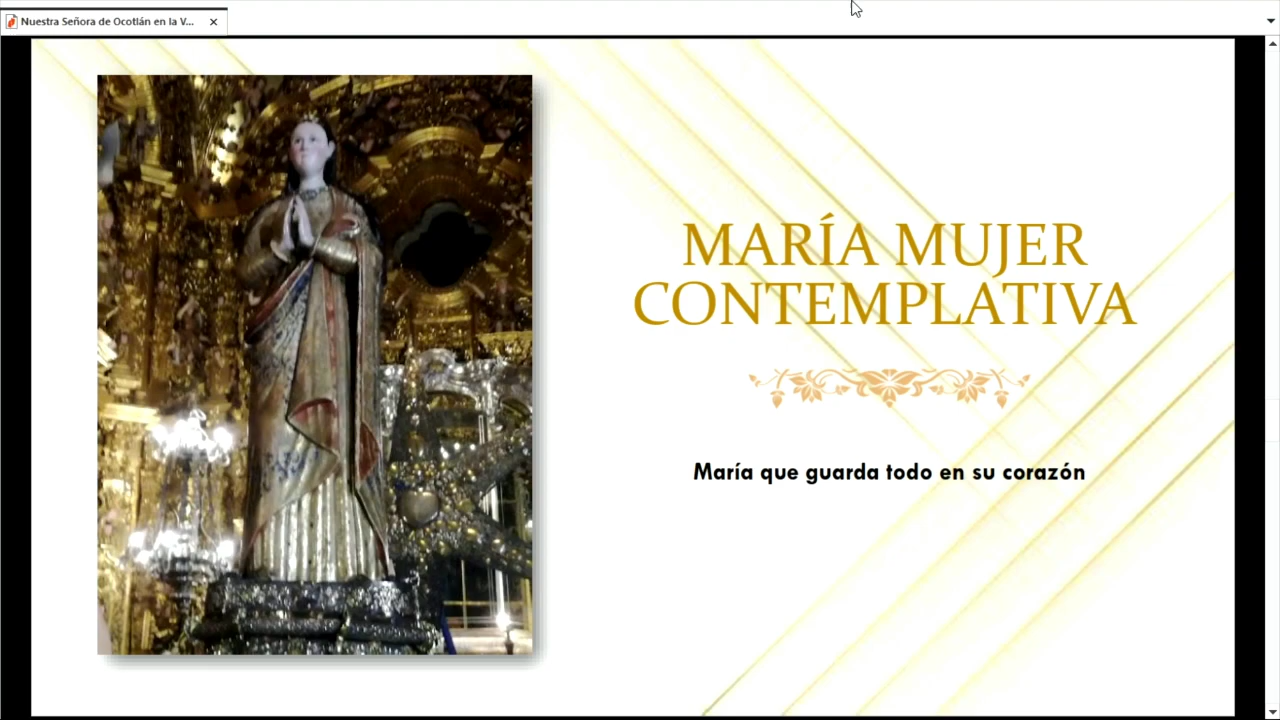 Nuestra Señora de Ocotlán en la V...
MARÍA MUJER
CONTEMPLATIVA
María que guarda todo en su corazón